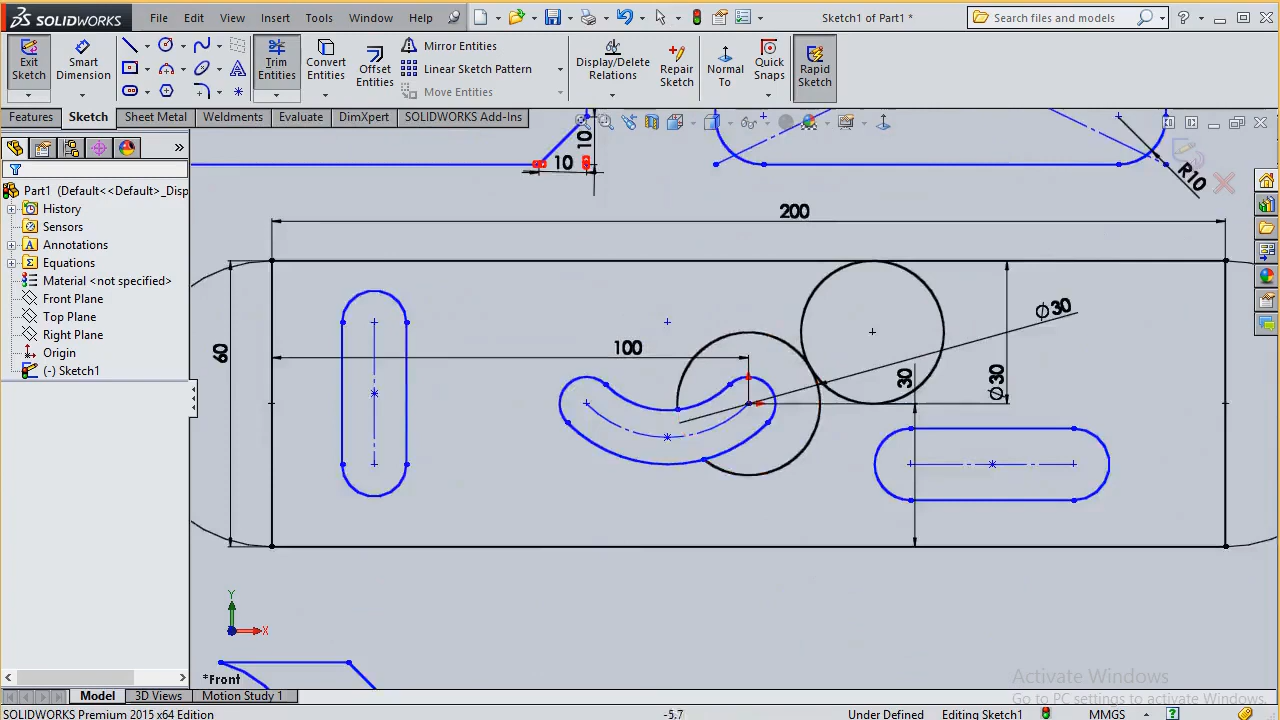 SOLIDWORKS File Edit View Insert Tools Window Help Sketch1 of Part1 * Search files and models
Exit Sketch
Smart Dimension
Trim Entities
Convert Entities
Offset Entities
Mirror Entities
Linear Sketch Pattern
Move Entities
Display/Delete Relations
Repair Sketch
Normal To
Quick Snaps
Rapid Sketch
Features Sketch Sheet Metal Weldments Evaluate DimXpert SOLIDWORKS Add-Ins
Part1 (Default<<Default>_Disp
History
Sensors
Annotations
Equations
Material <not specified>
Front Plane
Top Plane
Right Plane
Origin
(-) Sketch1
10
10
R10
200
60
100
Ø30
30
Ø30
Y
X
*Front
Activate Windows
Go to PC settings to activate Windows.
Model 3D Views Motion Study 1
SOLIDWORKS Premium 2015 x64 Edition -5.7 Under Defined Editing Sketch1 MMGS